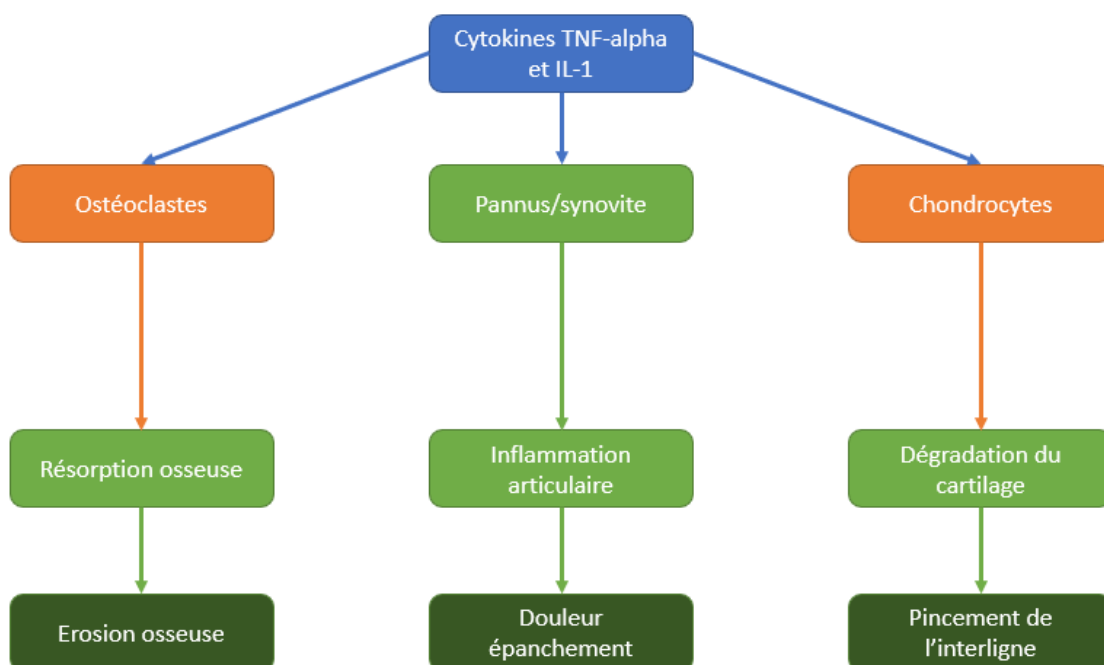 Cytokines TNF-alpha
et IL-1
Ostéoclastes
Pannus/synovite
Chondrocytes
Résorption osseuse
Inflammation
articulaire
Dégradation du
cartilage
Erosion osseuse
Douleur
épanchement
Pincement de
l’interligne